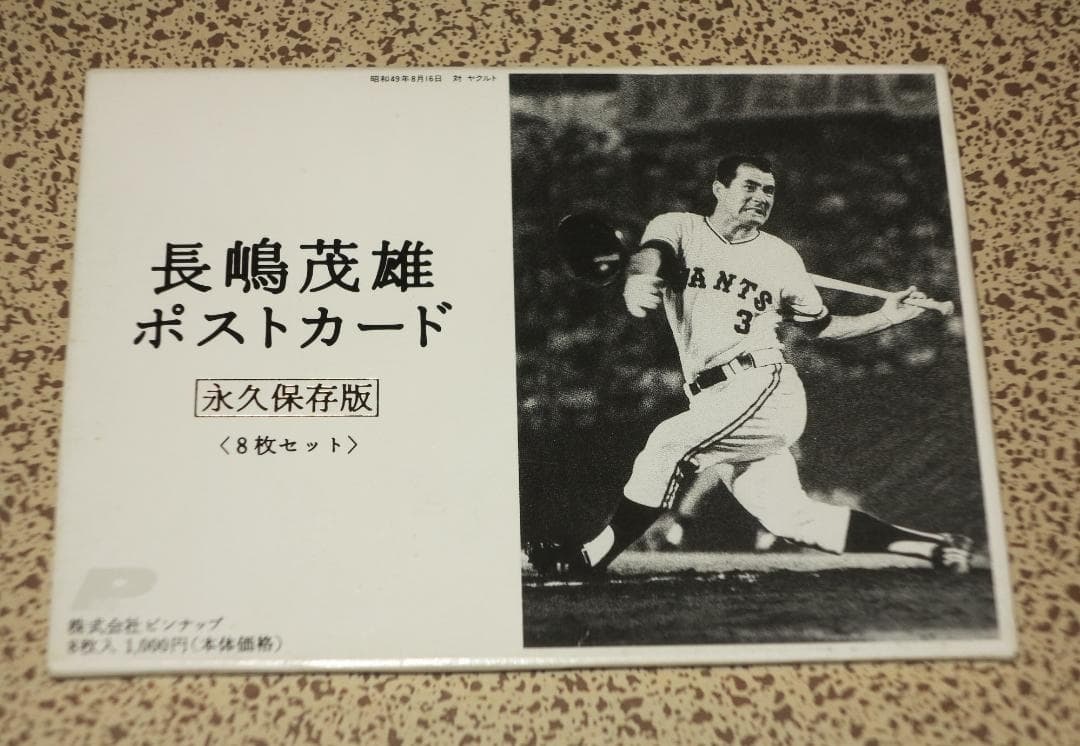 昭和49年8月16日 対 ヤクルト
長嶋茂雄
ポストカード
永久保存版
〈8枚セット〉
P
株式会社ピンナップ
8枚入 1,000円(本体価格)
ANTS
3